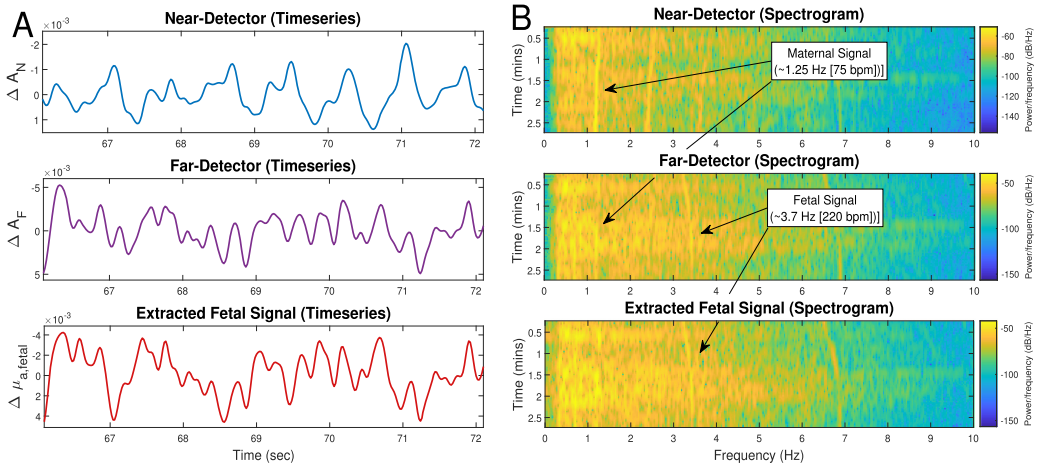 A
Near-Detector (Timeseries)
×10⁻³
-2
-1
0
1
Δ A_N
67 68 69 70 71 72
Far-Detector (Timeseries)
×10⁻³
-5
0
5
Δ A_F
67 68 69 70 71 72
Extracted Fetal Signal (Timeseries)
×10⁻³
-4
-2
0
2
4
Δ μ_a,fetal
67 68 69 70 71 72
Time (sec)
B
Near-Detector (Spectrogram)
0.5
1
1.5
2
2.5
Time (mins)
Maternal Signal
(~1.25 Hz [75 bpm])]
0 1 2 3 4 5 6 7 8 9 10
-60
-80
-100
-120
-140
Power/frequency (dB/Hz)
Far-Detector (Spectrogram)
0.5
1
1.5
2
2.5
Time (mins)
Fetal Signal
(~3.7 Hz [220 bpm])]
0 1 2 3 4 5 6 7 8 9 10
-50
-100
-150
Power/frequency (dB/Hz)
Extracted Fetal Signal (Spectrogram)
0.5
1
1.5
2
2.5
Time (mins)
0 1 2 3 4 5 6 7 8 9 10
Frequency (Hz)
-50
-100
-150
Power/frequency (dB/Hz)